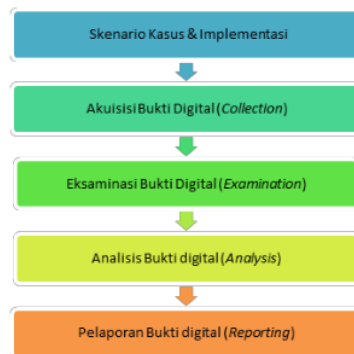 Skenario Kasus & Implementasi
Akuisisi Bukti Digital (Collection)
Eksaminasi Bukti Digital (Examination)
Analisis Bukti digital (Analysis)
Pelaporan Bukti digital (Reporting)